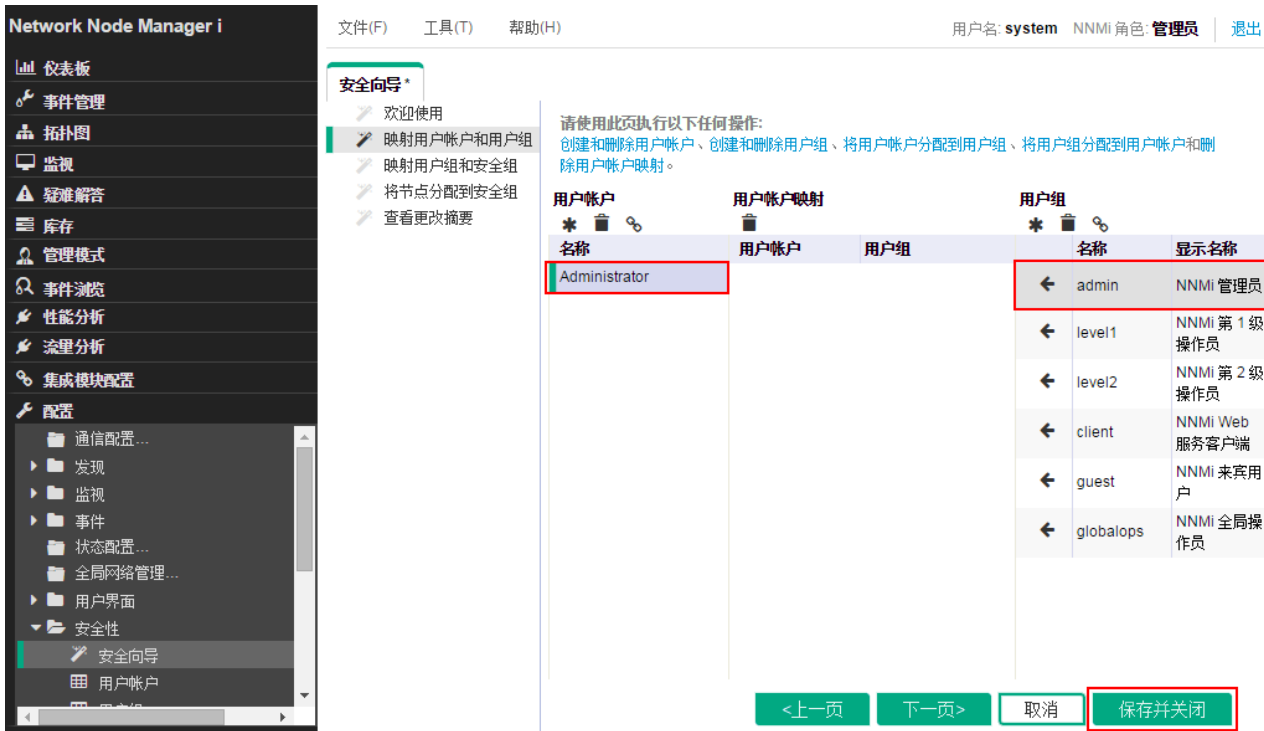 Network Node Manager i
文件(F) 工具(T) 帮助(H)
用户名: system NNMi 角色: 管理员 退出
仪表板
事件管理
拓扑图
监视
疑难解答
库存
管理模式
事件浏览
性能分析
流里分析
集成模块配置
配置
通信配置...
发现
监视
事件
状态配置...
全局网络管理...
用户界面
安全性
安全向导
用户帐户
安全向导 *
欢迎使用
映射用户帐户和用户组
映射用户组和安全组
将节点分配到安全组
查看更改摘要
请使用此页执行以下任何操作:
创建和删除用户帐户、创建和删除用户组、将用户帐户分配到用户组、将用户组分配到用户帐户和删
除用户帐户映射。
用户帐户 用户帐户映射 用户组
名称 用户帐户 用户组 名称 显示名称
Administrator
admin NNMi 管理员
level1 NNMi 第 1 级
操作员
level2 NNMi 第 2 级
操作员
client NNMi Web
服务客户端
guest NNMi 来宾用
户
globalops NNMi 全局操
作员
<上一页 下一页> 取消 保存并关闭